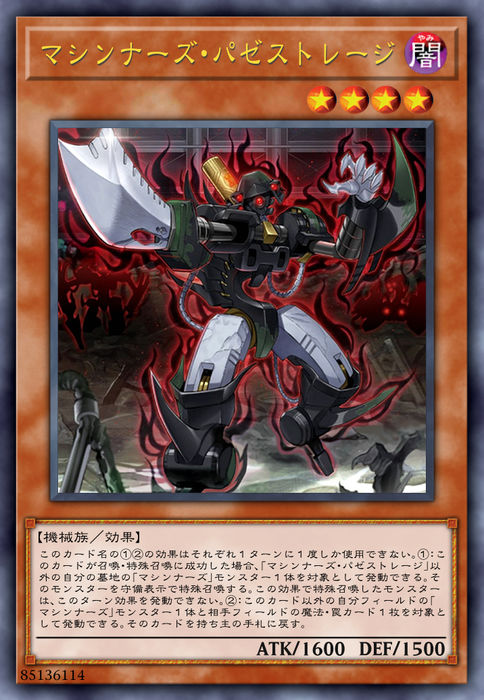 マシンナーズ・パゼストレージ
闇
やみ
【機械族／効果】
このカード名の①②の効果はそれぞれ１ターンに１度しか使用できない。①：こ
のカードが召喚・特殊召喚に成功した場合、「マシンナーズ・パゼストレージ」以
外の自分の墓地の「マシンナーズ」モンスター１体を対象として発動できる。そ
のモンスターを守備表示で特殊召喚する。この効果で特殊召喚したモンスター
は、このターン効果を発動できない。②：このカード以外の自分フィールドの「
マシンナーズ」モンスター１体と相手フィールドの魔法・罠カード１枚を対象と
して発動できる。そのカードを持ち主の手札に戻す。
ATK/1600 DEF/1500
85136114